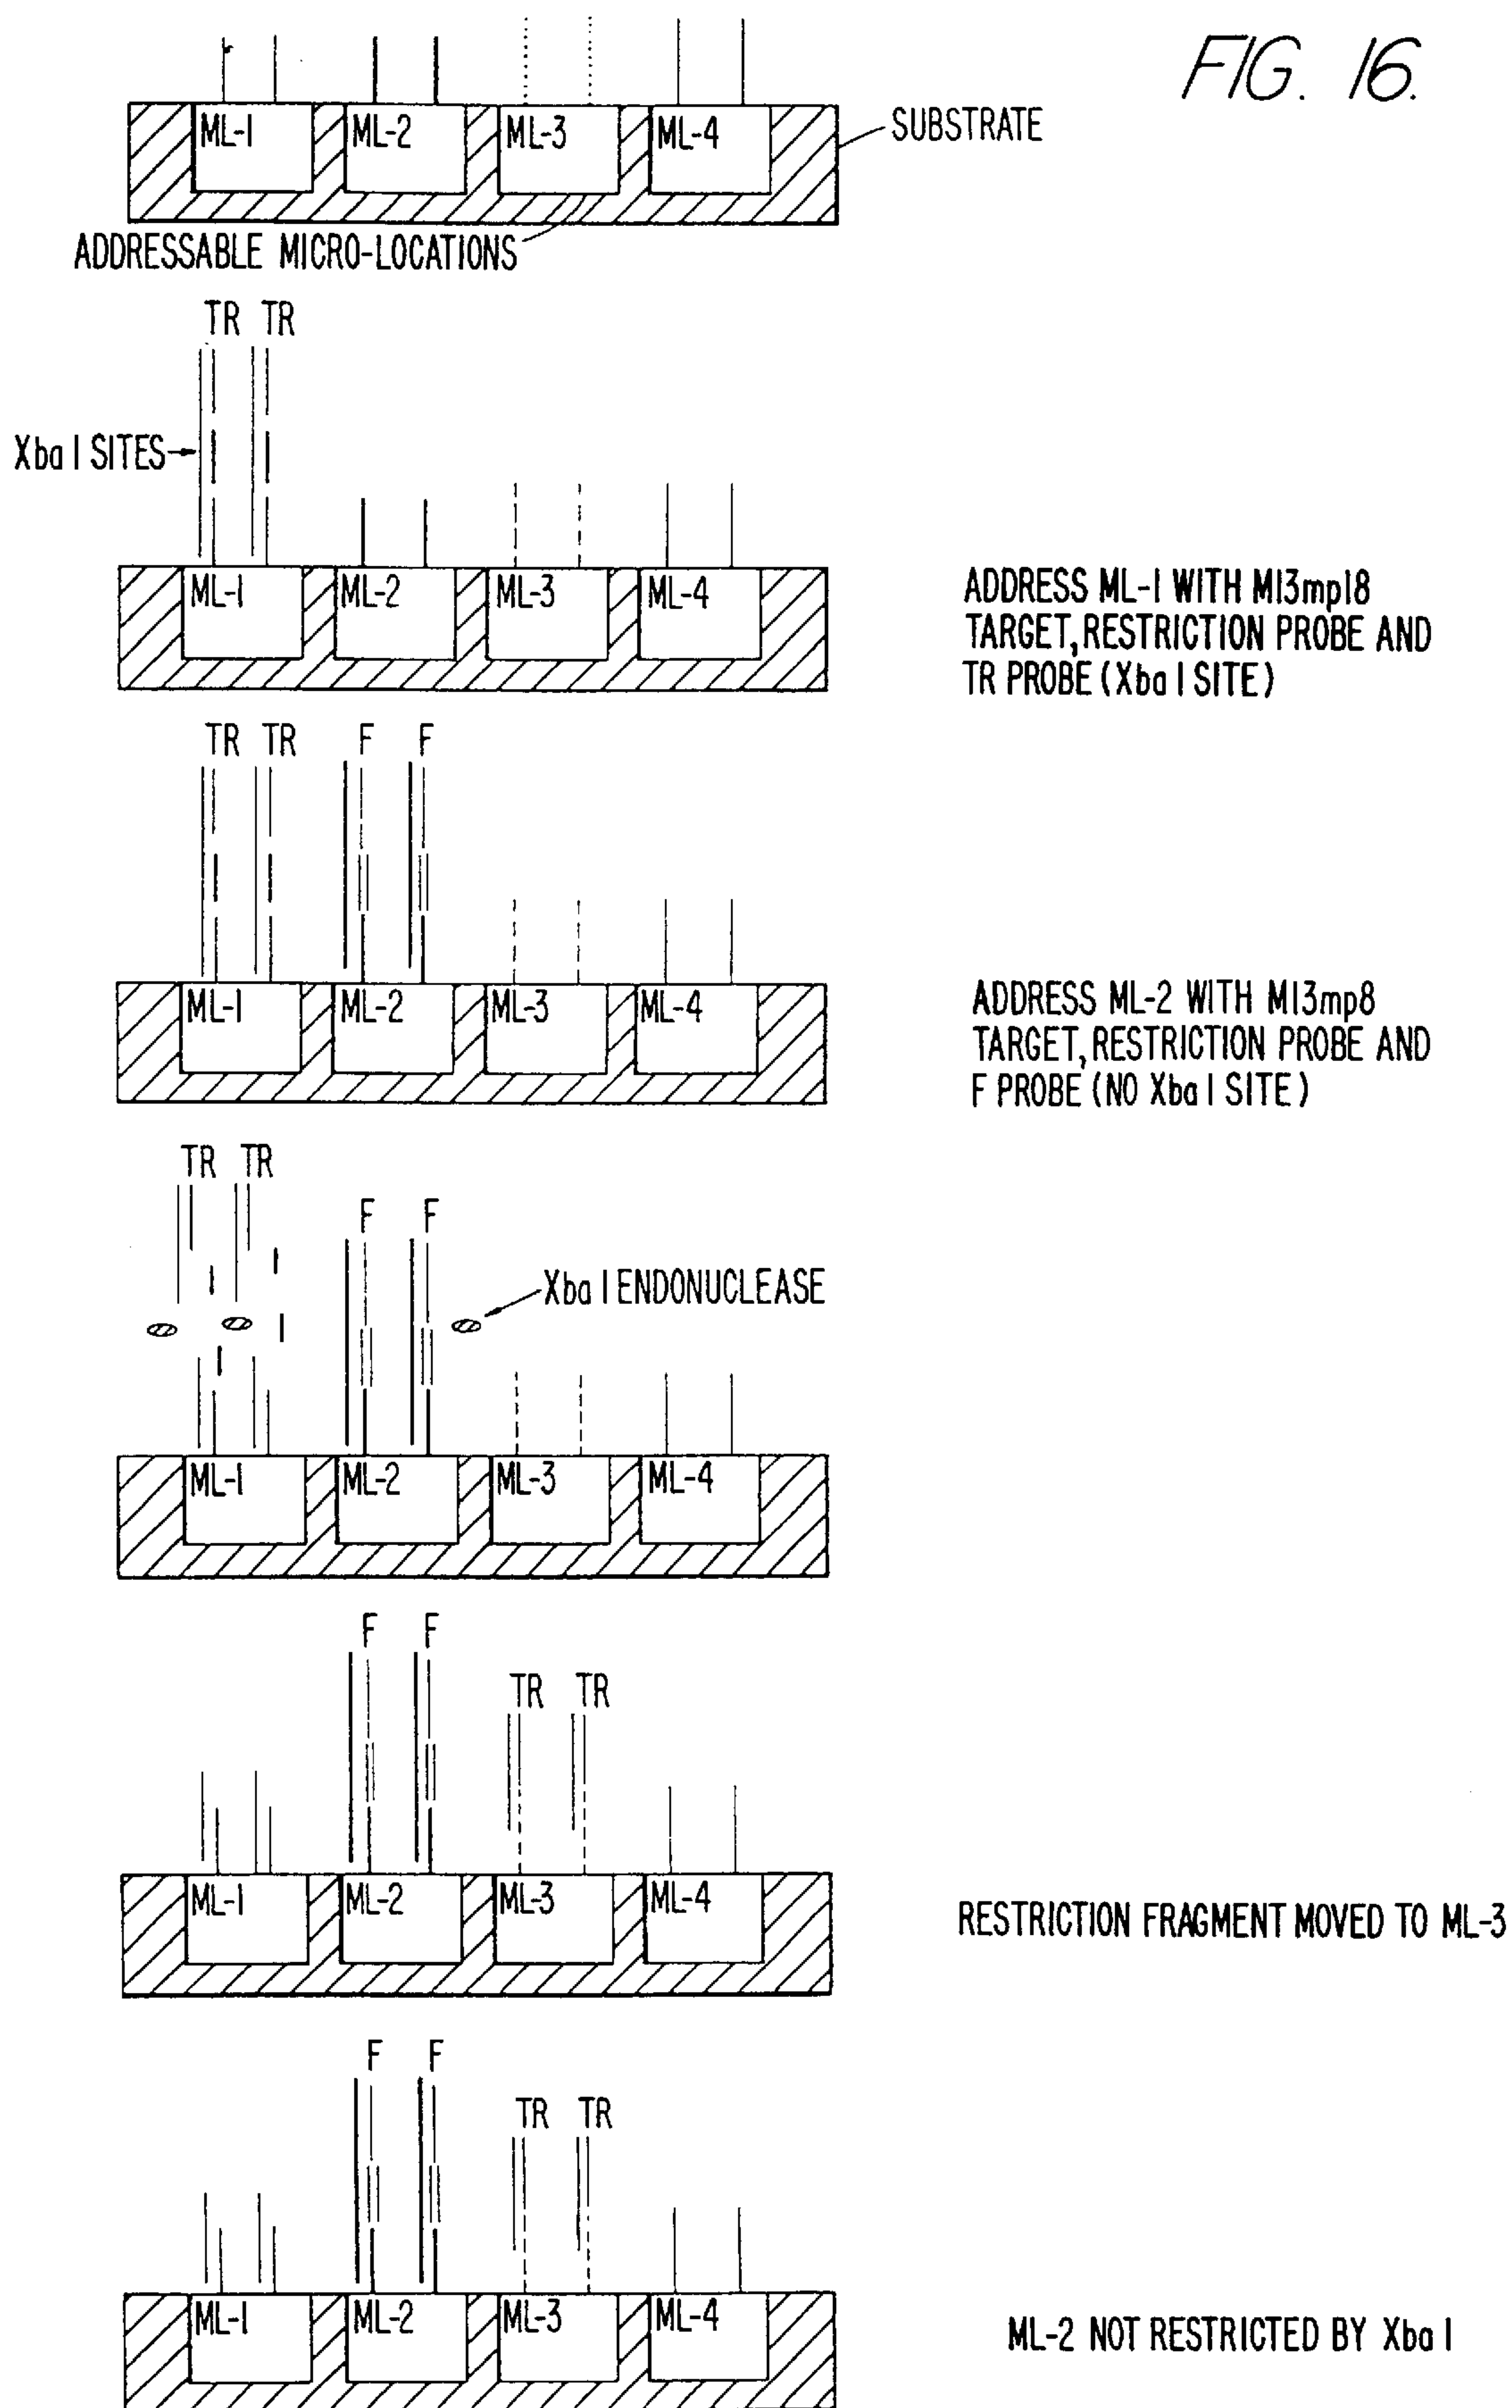 FIG. 16.
ML-1 ML-2 ML-3 ML-4
SUBSTRATE
ADDRESSABLE MICRO-LOCATIONS
TR TR
Xba I SITES
ML-1 ML-2 ML-3 ML-4
ADDRESS ML-1 WITH M13mp18
TARGET, RESTRICTION PROBE AND
TR PROBE (Xba I SITE)
TR TR F F
ML-1 ML-2 ML-3 ML-4
ADDRESS ML-2 WITH M13mp8
TARGET, RESTRICTION PROBE AND
F PROBE (NO Xba I SITE)
TR TR
F F
Xba I ENDONUCLEASE
ML-1 ML-2 ML-3 ML-4
F F
TR TR
ML-1 ML-2 ML-3 ML-4
RESTRICTION FRAGMENT MOVED TO ML-3
F F
TR TR
ML-1 ML-2 ML-3 ML-4
ML-2 NOT RESTRICTED BY Xba I